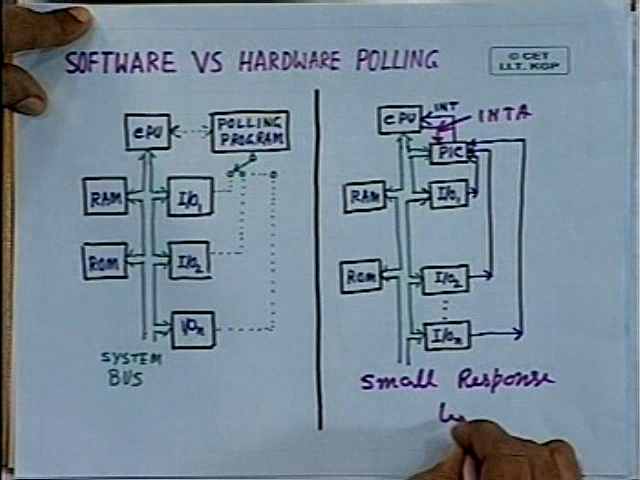 SOFTWARE VS HARDWARE POLLING
© CET
I.I.T. KGP
CPU
POLLING
PROGRAM
RAM
I/O1
ROM
I/O2
I/On
SYSTEM
BUS
CPU
INT
INTA
PIC
RAM
I/O1
ROM
I/O2
I/On
Small Response